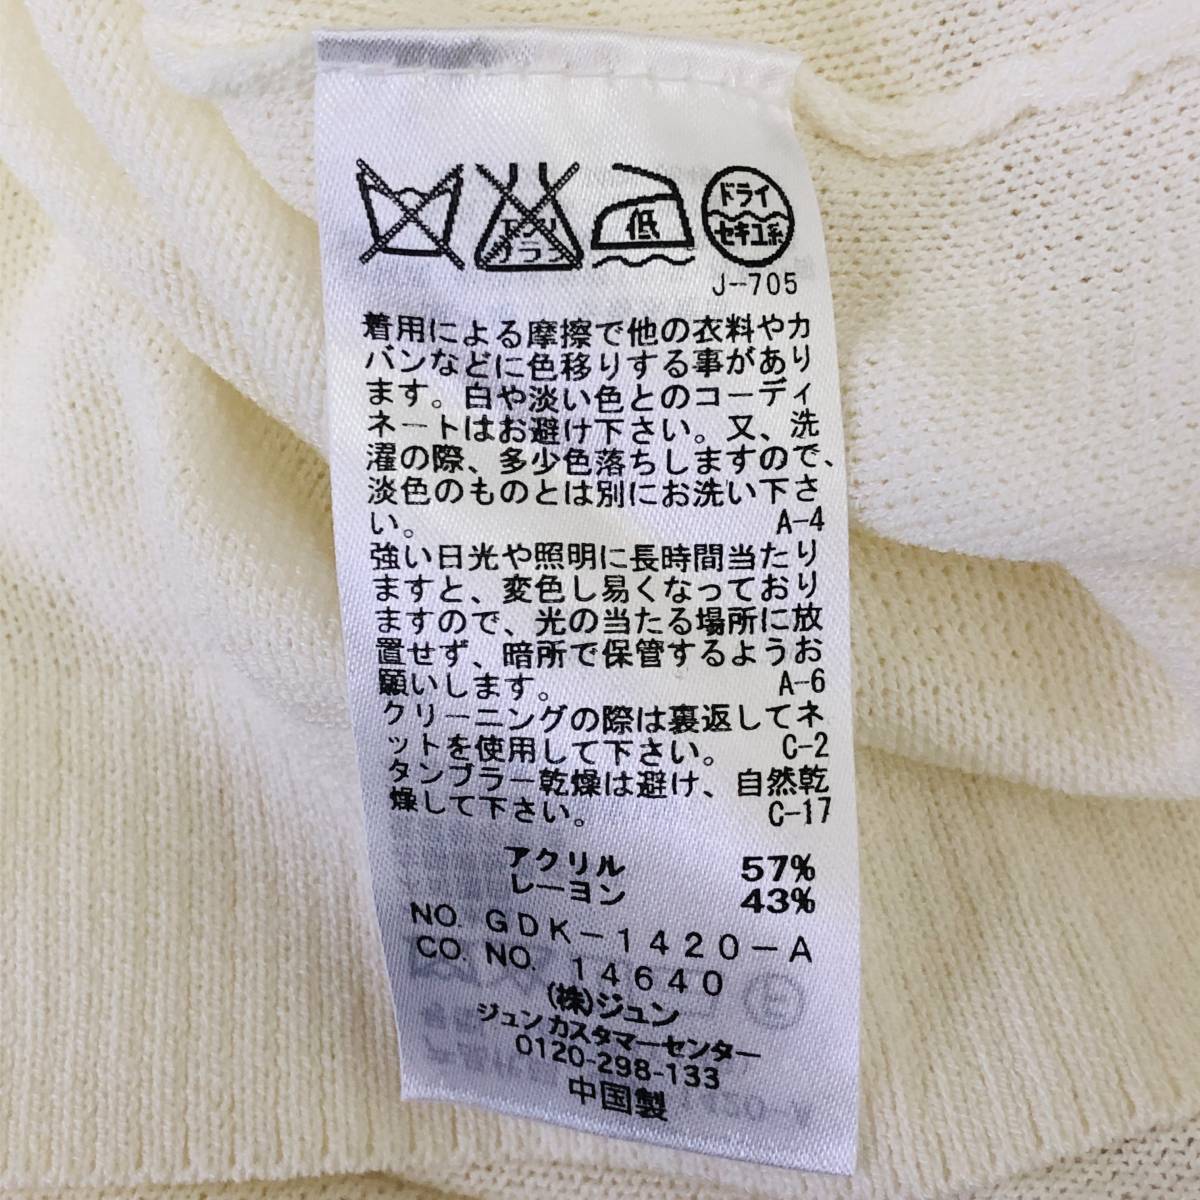 エンソ
サラシ
低
ドライ
セキユ系
J-705
着用による摩擦で他の衣料やカ
バンなどに色移りする事があり
ます。白や淡い色とのコーディ
ネートはお避け下さい。又、洗
濯の際、多少色落ちしますので、
淡色のものとは別にお洗い下さ
い。 A-4
強い日光や照明に長時間当たり
ますと、変色し易くなっており
ますので、光の当たる場所に放
置せず、暗所で保管するようお
願いします。 A-6
クリーニングの際は裏返してネ
ットを使用して下さい。 C-2
タンブラー乾燥は避け、自然乾
燥して下さい。 C-17
アクリル 57%
レーヨン 43%
NO. GDK-1420-A
CO. NO. 14640
(株)ジュン
ジュンカスタマーセンター
0120-298-133
中国製